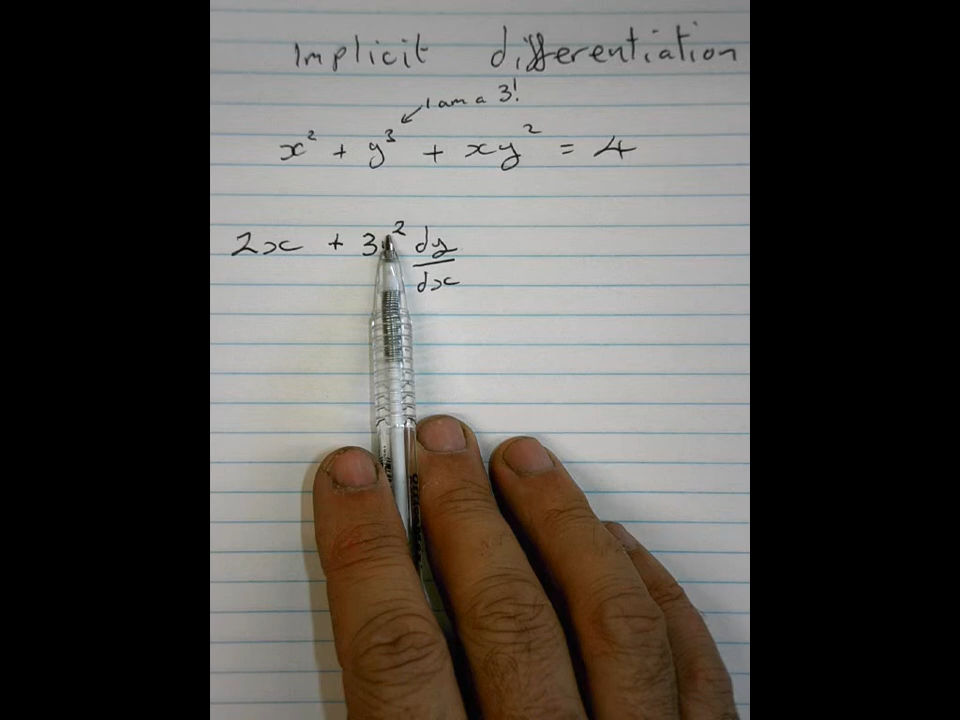 Implicit differentiation
I am a 3!
x² + y³ + xy² = 4
2x + 3y² dy/dx